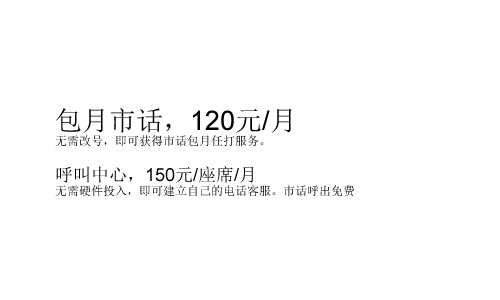 包月市话，120元/月
无需改号，即可获得市话包月任打服务。
呼叫中心，150元/座席/月
无需硬件投入，即可建立自己的电话客服。市话呼出免费